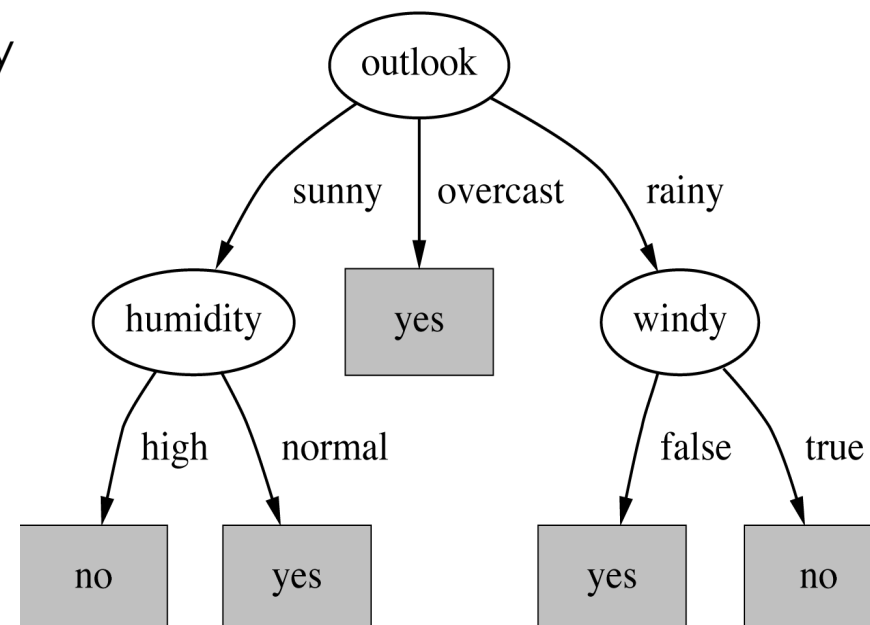 y
outlook
sunny overcast rainy
humidity yes windy
high normal false true
no yes yes no